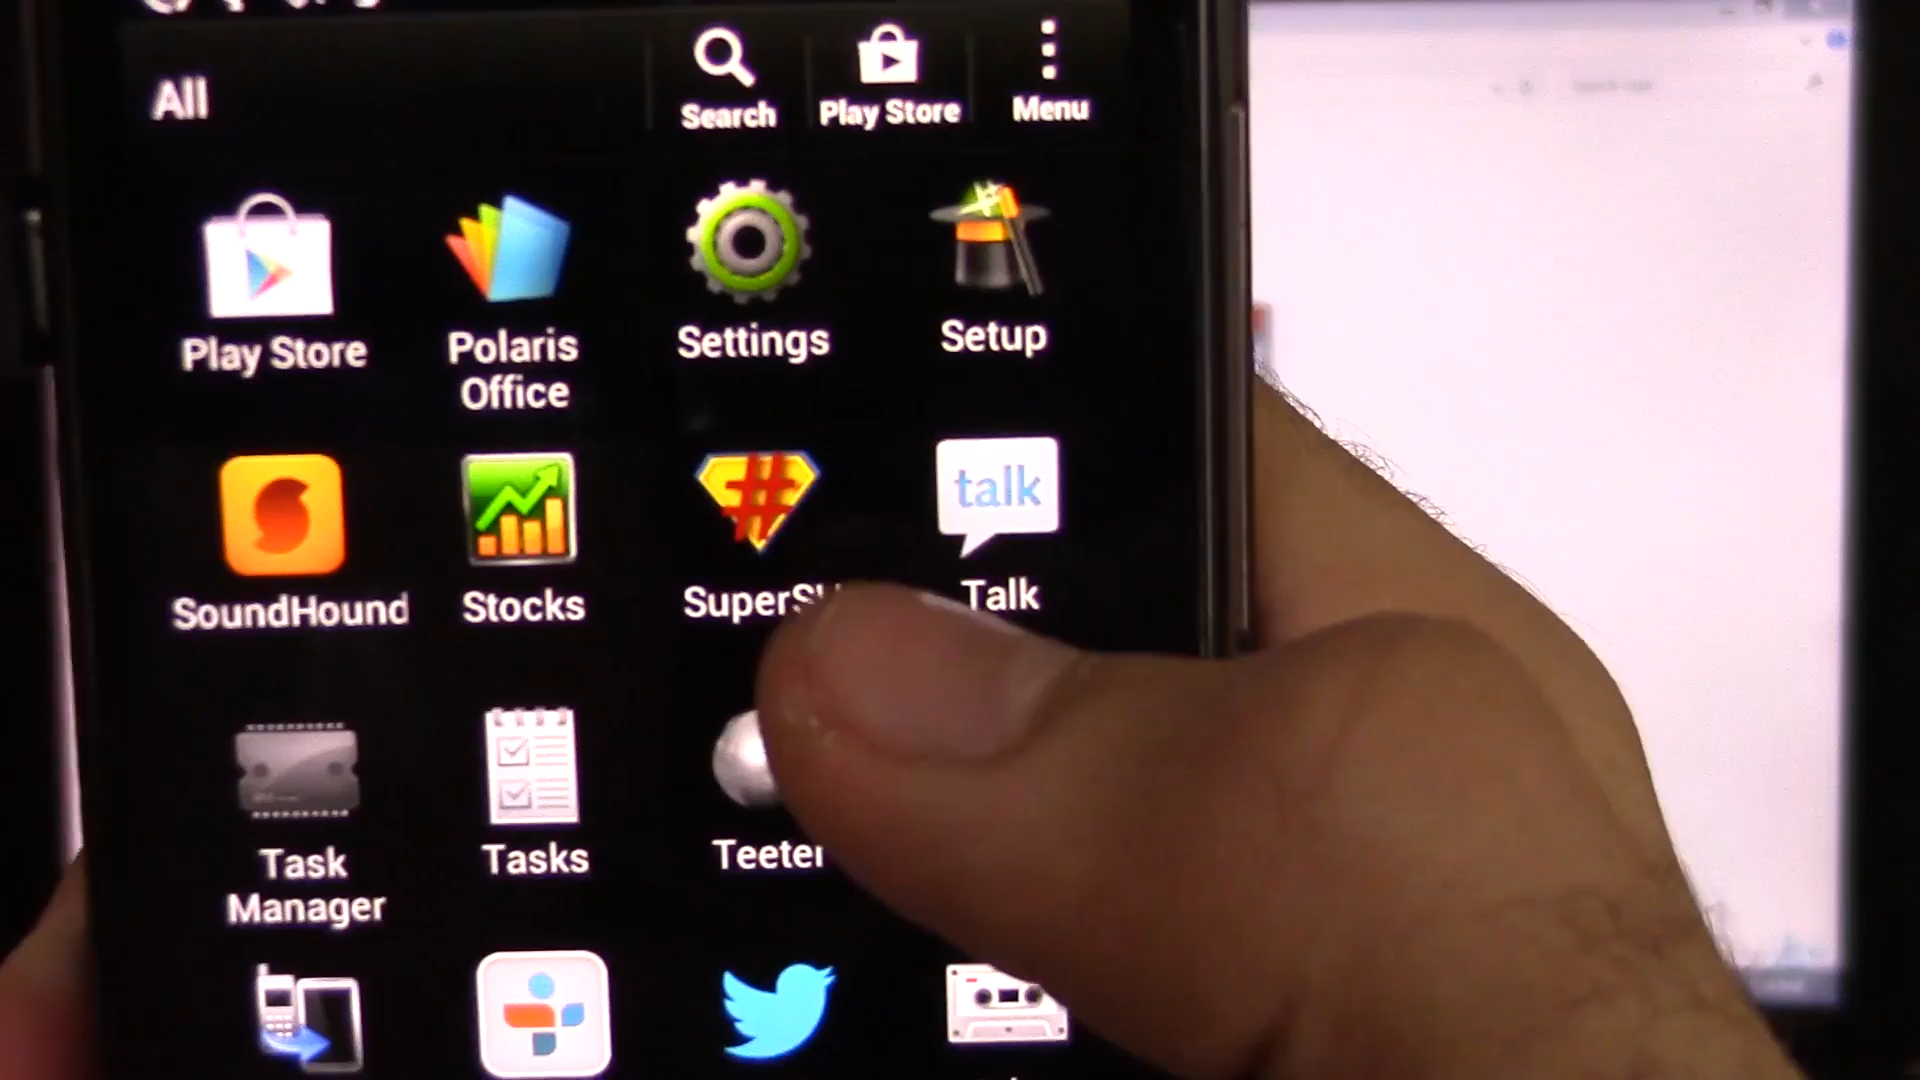 All
Search
Play Store
Menu
Play Store
Polaris
Office
Settings
Setup
SoundHound
Stocks
talk
Talk
Task
Manager
Tasks